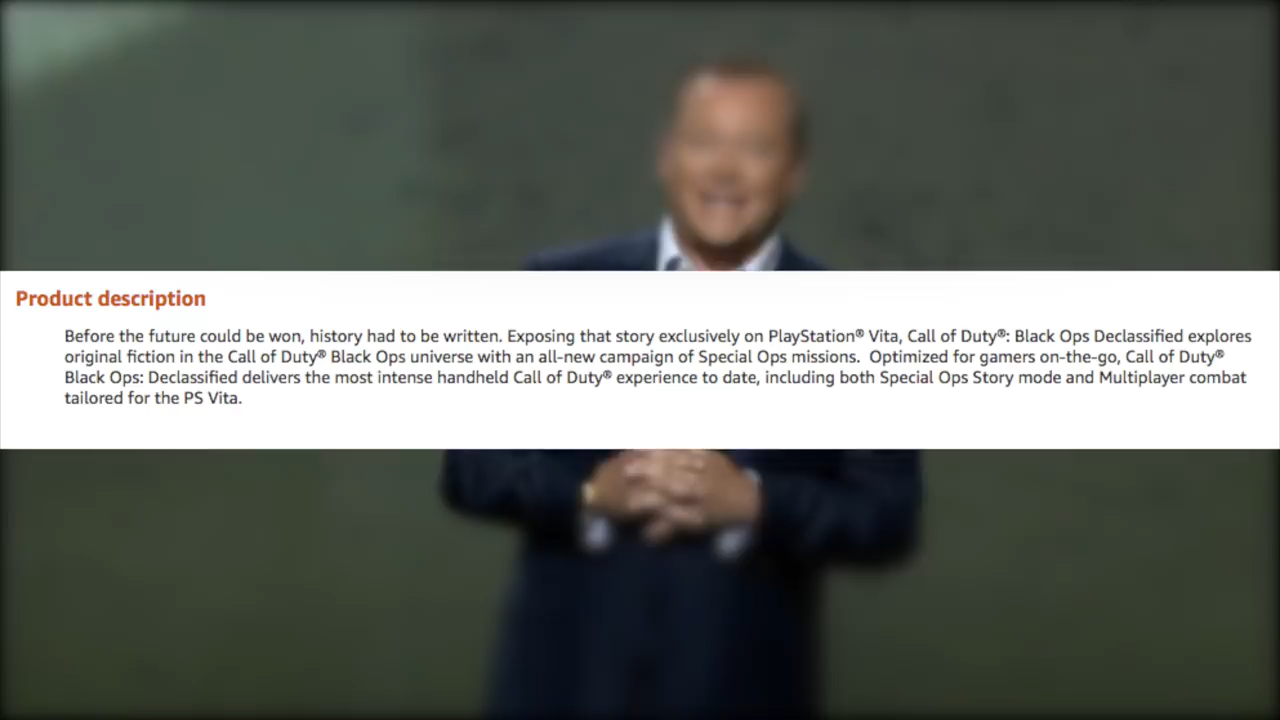 Product description
Before the future could be won, history had to be written. Exposing that story exclusively on PlayStation® Vita, Call of Duty®: Black Ops Declassified explores
original fiction in the Call of Duty® Black Ops universe with an all-new campaign of Special Ops missions.  Optimized for gamers on-the-go, Call of Duty®
Black Ops: Declassified delivers the most intense handheld Call of Duty® experience to date, including both Special Ops Story mode and Multiplayer combat
tailored for the PS Vita.